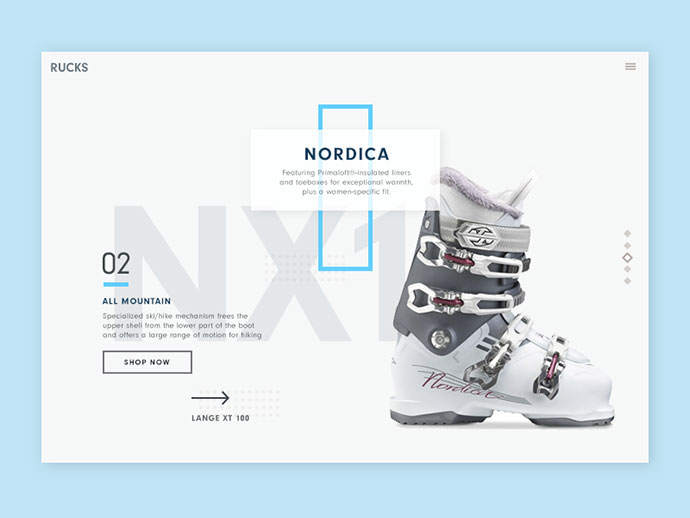 RUCKS
NORDICA
Featuring Primaloft®-insulated liners
and toeboxes for exceptional warmth,
plus a women-specific fit.
NX1
02
ALL MOUNTAIN
Specialized ski/hike mechanism frees the
upper shell from the lower part of the boot
and offers a large range of motion for hiking
SHOP NOW
LANGE XT 100
Nordica